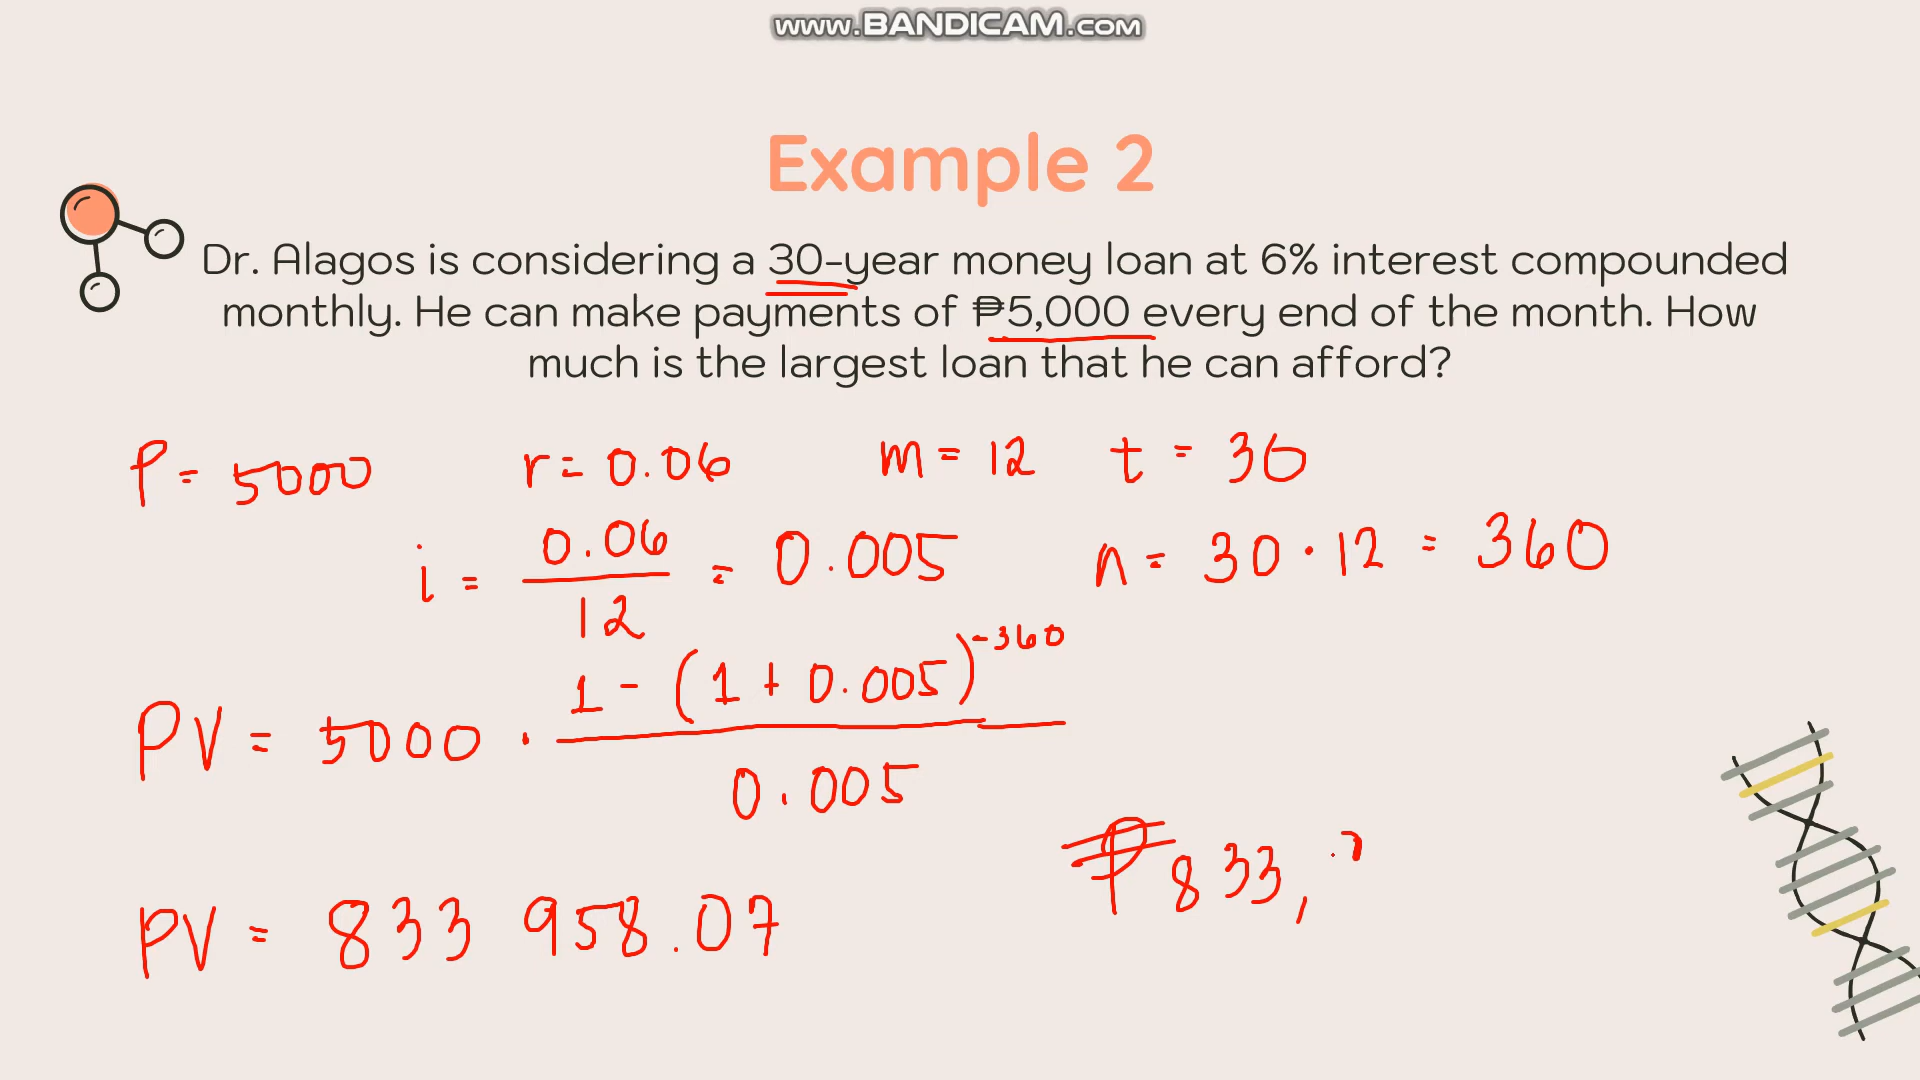 www.BANDICAM.com
Example 2
Dr. Alagos is considering a 30-year money loan at 6% interest compounded
monthly. He can make payments of ₱5,000 every end of the month. How
much is the largest loan that he can afford?
P = 5000 r = 0.06 m = 12 t = 30
i = 0.06 / 12 = 0.005 n = 30 · 12 = 360
PV = 5000 · 1 - (1 + 0.005)^-360 / 0.005
₱833,
PV = 833 958.07